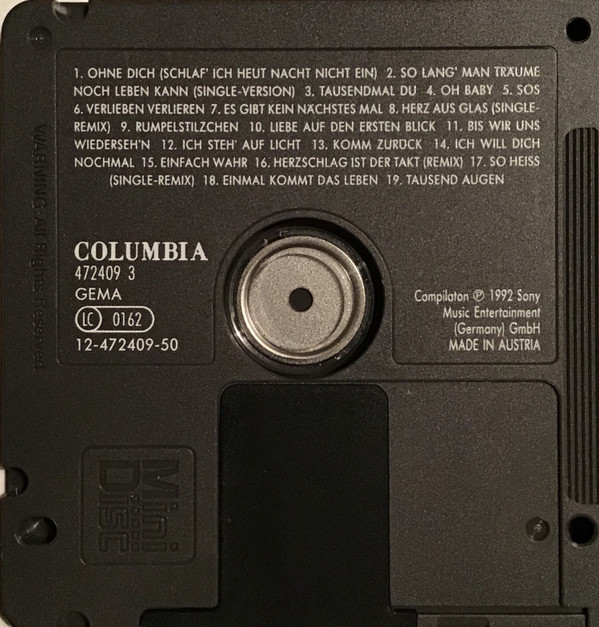 1. OHNE DICH (SCHLAF' ICH HEUT NACHT NICHT EIN) 2. SO LANG' MAN TRÄUME
NOCH LEBEN KANN (SINGLE-VERSION) 3. TAUSENDMAL DU 4. OH BABY 5. SOS
6. VERLIEBEN VERLIEREN 7. ES GIBT KEIN NÄCHSTES MAL 8. HERZ AUS GLAS (SINGLE-
REMIX) 9. RUMPELSTILZCHEN 10. LIEBE AUF DEN ERSTEN BLICK 11. BIS WIR UNS
WIEDERSEH'N 12. ICH STEH' AUF LICHT 13. KOMM ZURÜCK 14. ICH WILL DICH
NOCHMAL 15. EINFACH WAHR 16. HERZSCHLAG IST DER TAKT (REMIX) 17. SO HEISS
(SINGLE-REMIX) 18. EINMAL KOMMT DAS LEBEN 19. TAUSEND AUGEN
COLUMBIA
472409 3
GEMA
LC 0162
12-472409-50
Compilaton ℗ 1992 Sony
Music Entertainment
(Germany) GmbH
MADE IN AUSTRIA
WARNING: All Rights Reserved.
Mini
Disc